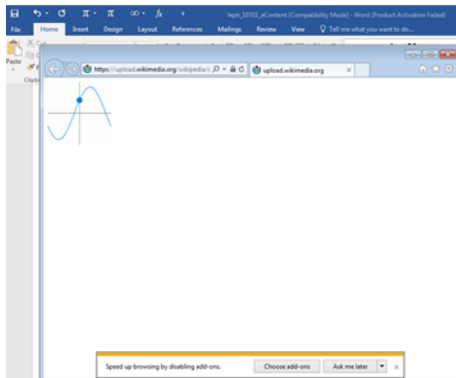 [Compatibility Mode] - Word (Product Activation Failed)
File Home Insert Design Layout References Mailings Review View Tell me what you want to do...
Paste
https://upload.wikimedia.org/wikipedia/c
upload.wikimedia.org
Speed up browsing by disabling add-ons. Choose add-ons Ask me later